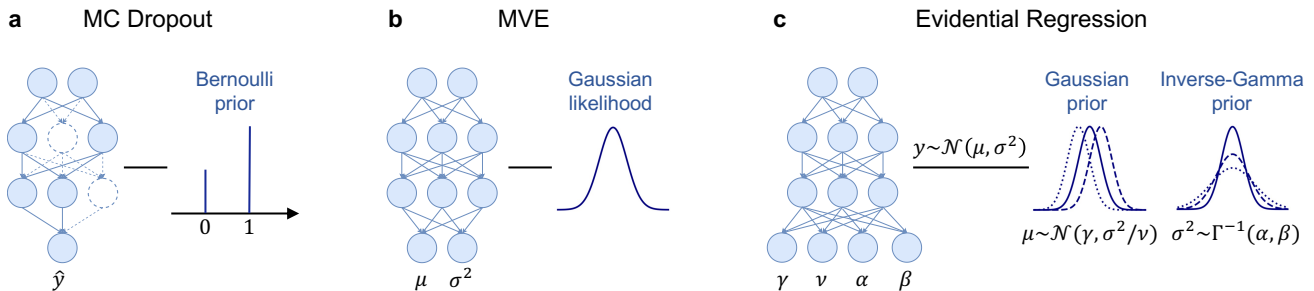 a MC Dropout
Bernoulli
prior
0 1
ŷ
b MVE
Gaussian
likelihood
μ σ²
c Evidential Regression
y~𝒩(μ, σ²)
Gaussian
prior
Inverse-Gamma
prior
μ~𝒩(γ, σ²/ν)
σ²~Γ⁻¹(α, β)
γ ν α β